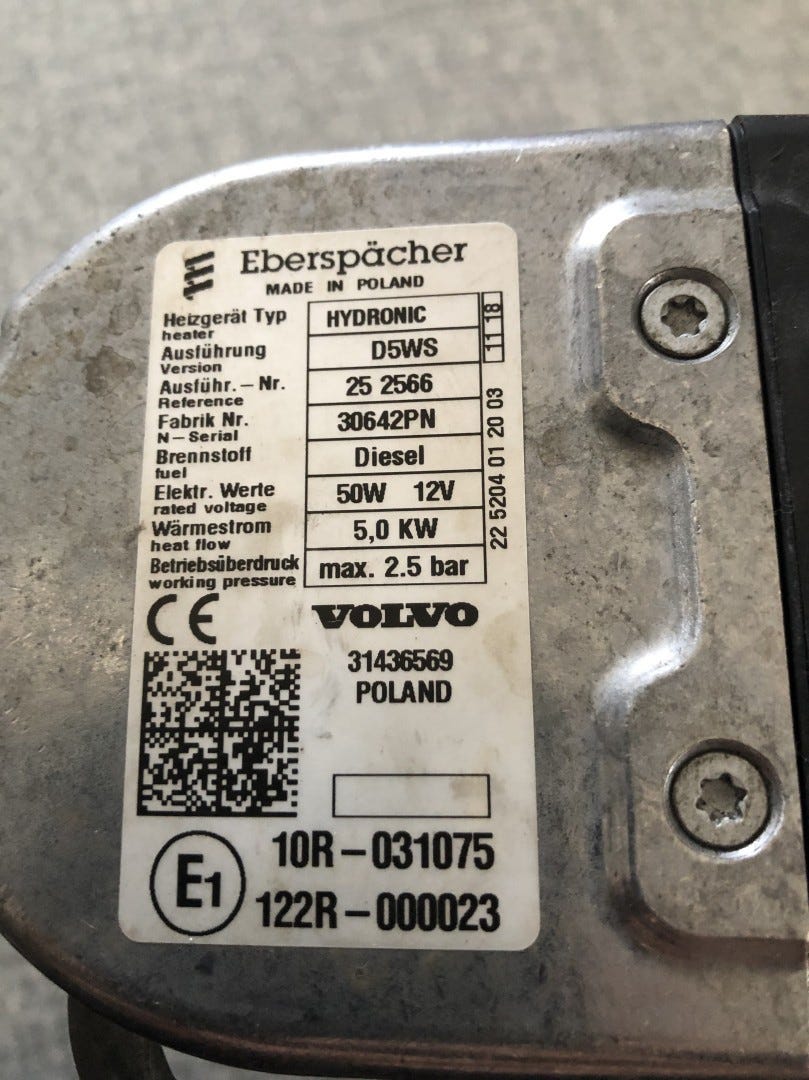 Eberspächer
MADE IN POLAND
Heizgerät Typ HYDRONIC
heater
Ausführung D5WS
Version
Ausführ.-Nr. 25 2566
Reference
Fabrik Nr. 30642PN
N-Serial
Brennstoff Diesel
fuel
Elektr. Werte 50W 12V
rated voltage
Wärmestrom 5,0 KW
heat flow
Betriebsüberdruck max. 2.5 bar
working pressure
11 18
22 5204 01 20 03
CE
VOLVO
31436569
POLAND
E1
10R-031075
122R-000023